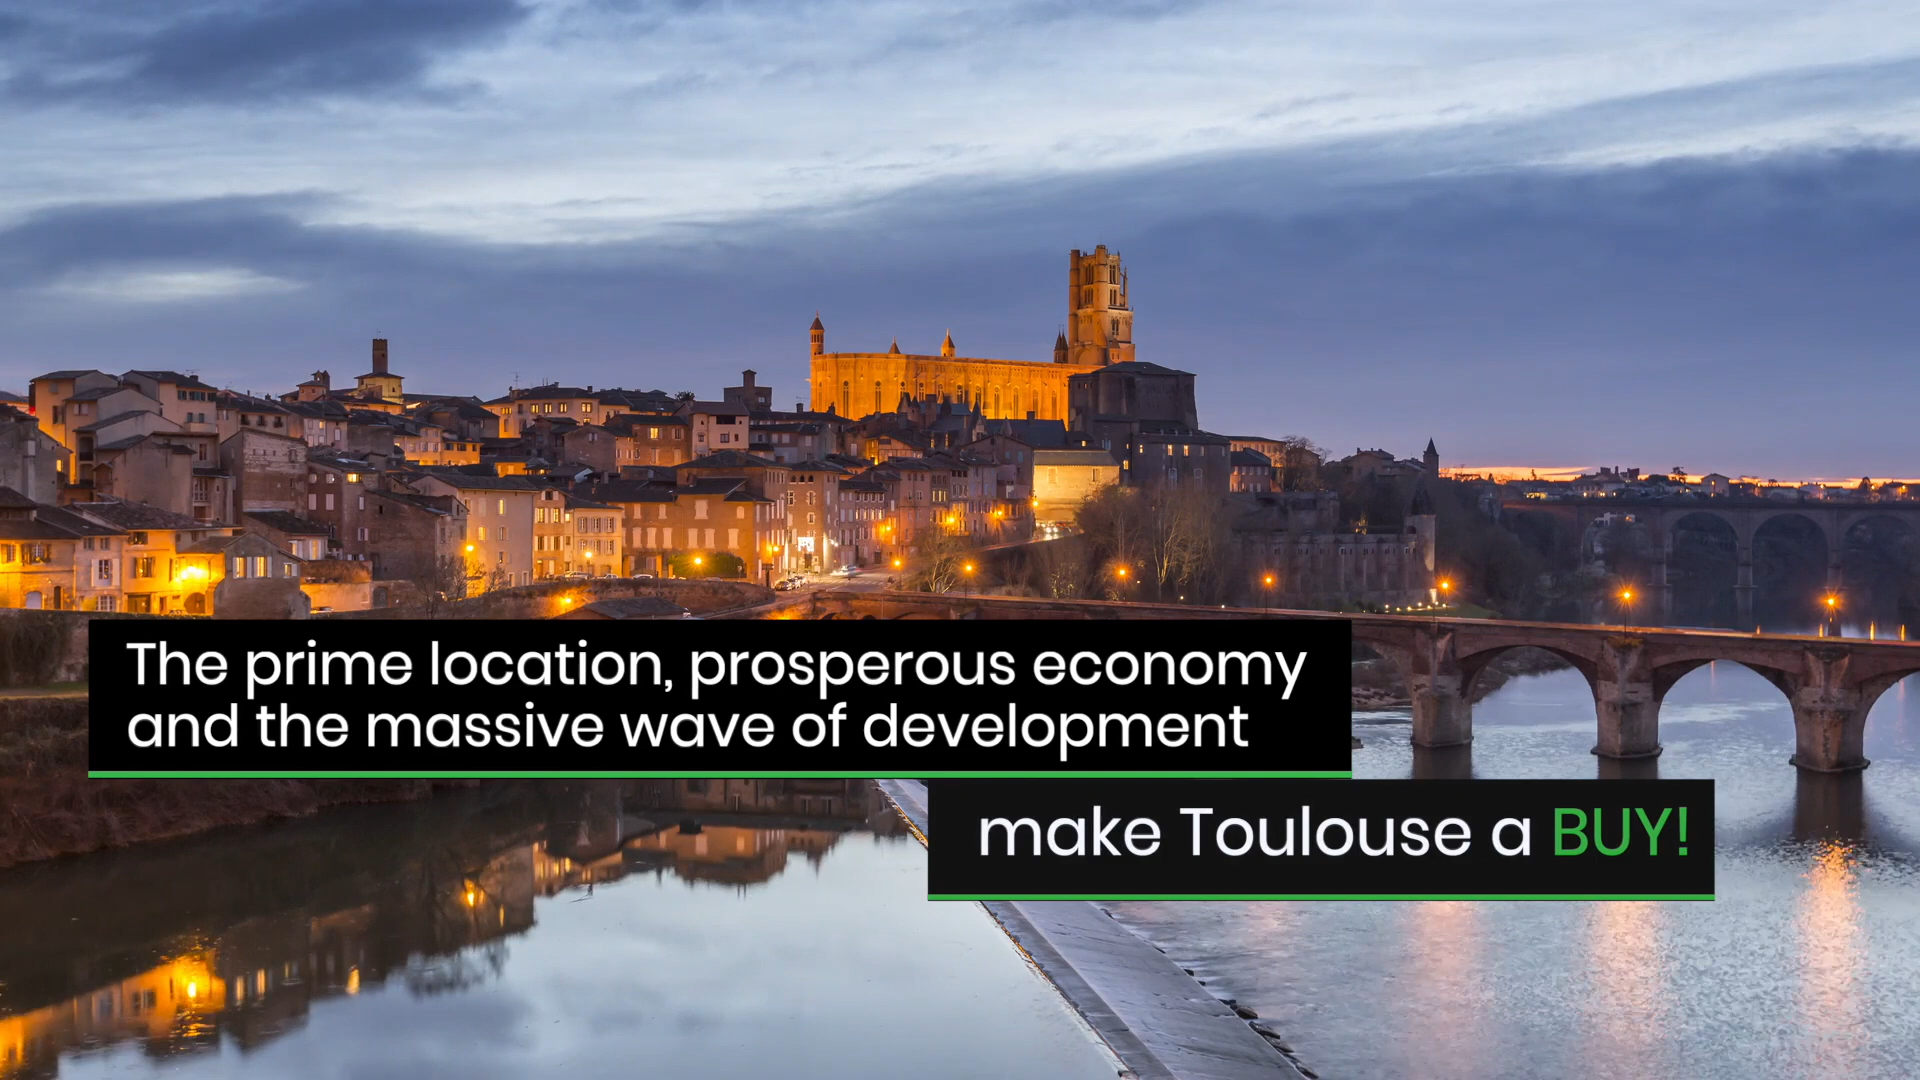 The prime location, prosperous economy
and the massive wave of development
make Toulouse a BUY!